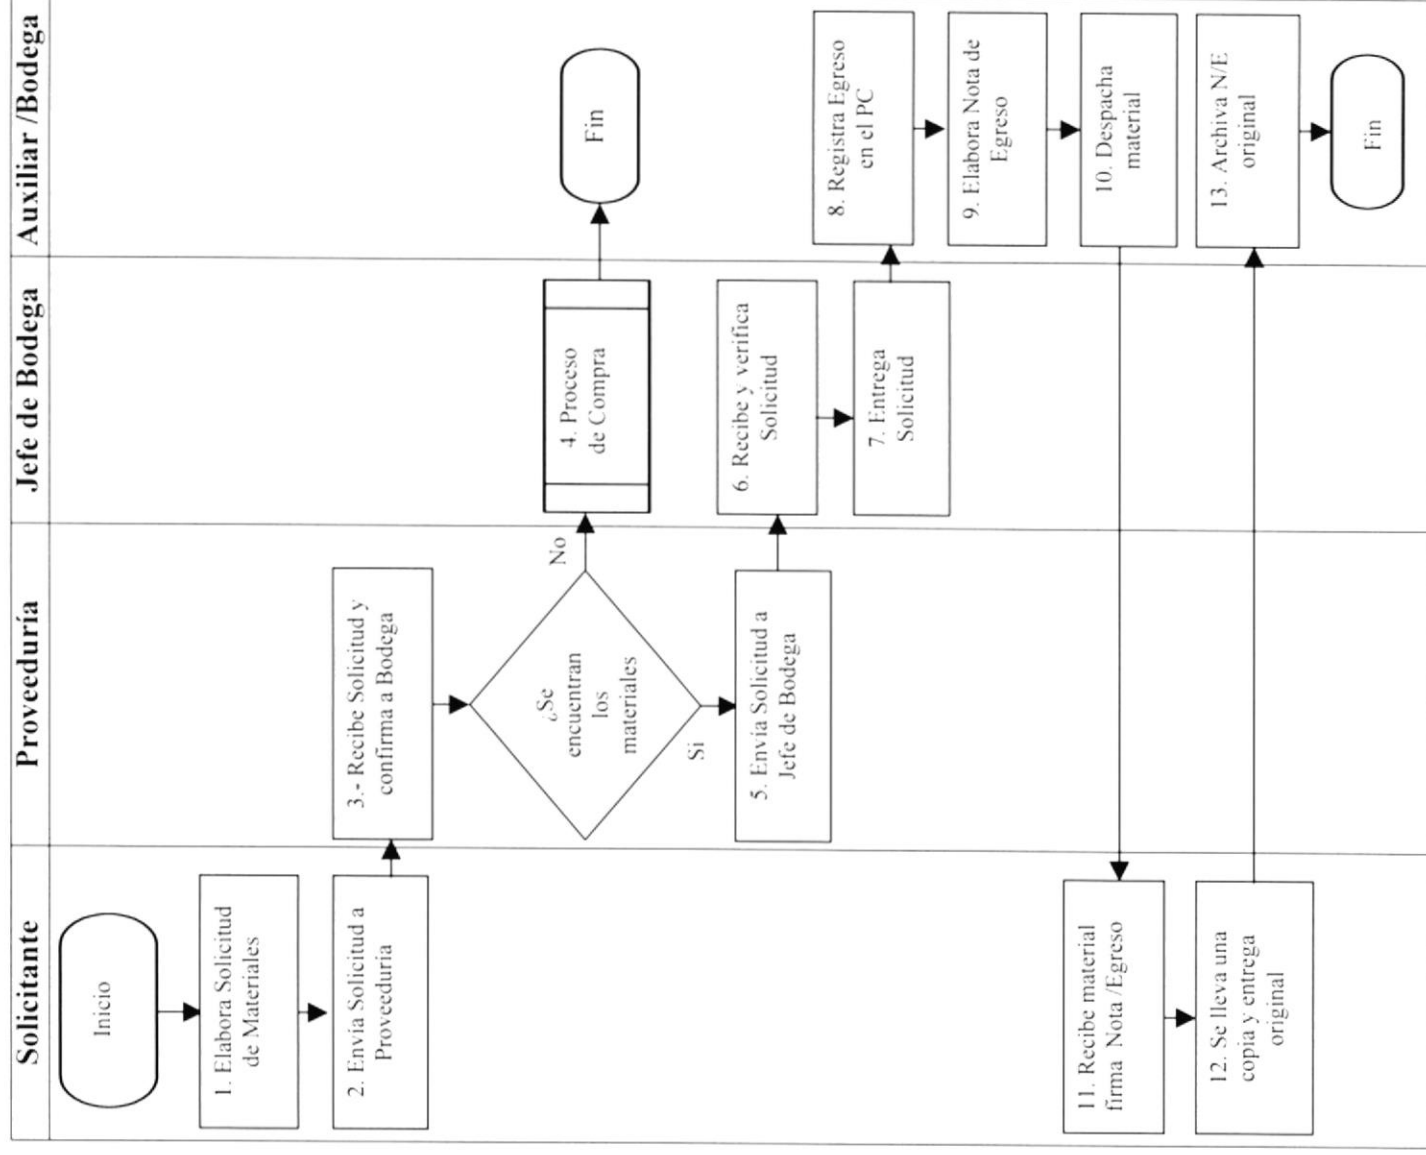 Solicitante
Proveeduría
Jefe de Bodega
Auxiliar /Bodega
Inicio
1. Elabora Solicitud
de Materiales
2. Envia Solicitud a
Proveeduria
3.- Recibe Solicitud y
confirma a Bodega
¿Se
encuentran
los
materiales
No
Si
4. Proceso
de Compra
Fin
5. Envia Solicitud a
Jefe de Bodega
6. Recibe y verifica
Solicitud
7. Entrega
Solicitud
8. Registra Egreso
en el PC
9. Elabora Nota de
Egreso
10. Despacha
material
11. Recibe material
firma Nota /Egreso
12. Se lleva una
copia y entrega
original
13. Archiva N/E
original
Fin